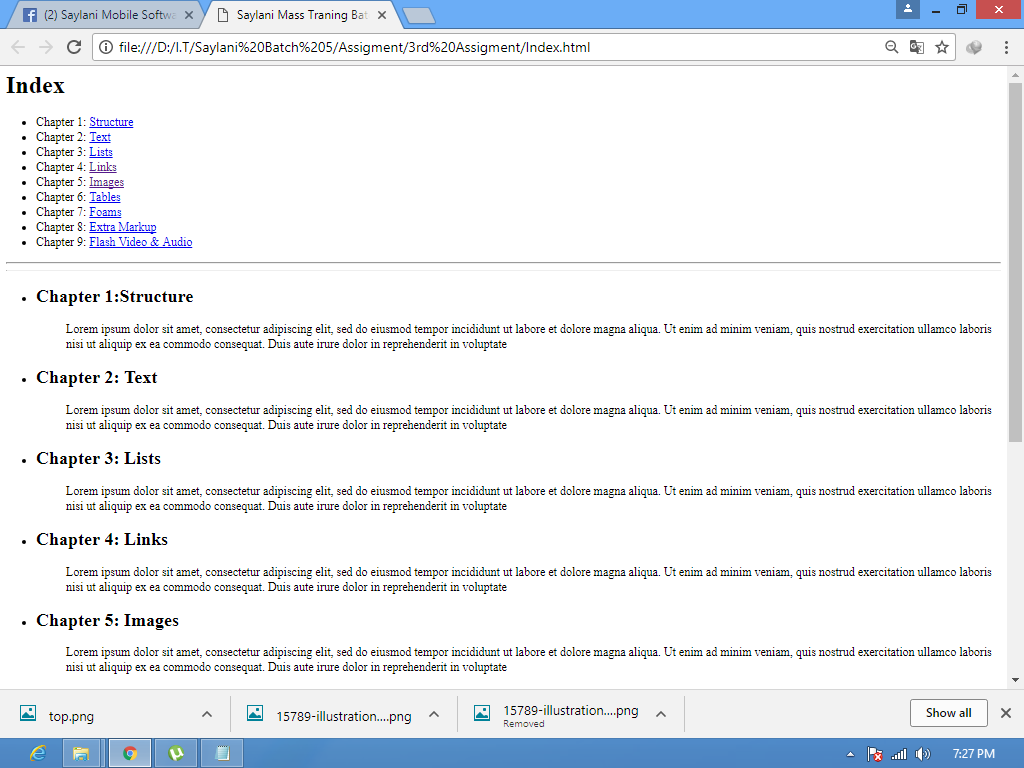 (2) Saylani Mobile Softwa
Saylani Mass Traning Bat
file:///D:/I.T/Saylani%20Batch%205/Assigment/3rd%20Assigment/Index.html
Index
Chapter 1: Structure
Chapter 2: Text
Chapter 3: Lists
Chapter 4: Links
Chapter 5: Images
Chapter 6: Tables
Chapter 7: Foams
Chapter 8: Extra Markup
Chapter 9: Flash Video & Audio
Chapter 1:Structure
Lorem ipsum dolor sit amet, consectetur adipiscing elit, sed do eiusmod tempor incididunt ut labore et dolore magna aliqua. Ut enim ad minim veniam, quis nostrud exercitation ullamco laboris
nisi ut aliquip ex ea commodo consequat. Duis aute irure dolor in reprehenderit in voluptate
Chapter 2: Text
Lorem ipsum dolor sit amet, consectetur adipiscing elit, sed do eiusmod tempor incididunt ut labore et dolore magna aliqua. Ut enim ad minim veniam, quis nostrud exercitation ullamco laboris
nisi ut aliquip ex ea commodo consequat. Duis aute irure dolor in reprehenderit in voluptate
Chapter 3: Lists
Lorem ipsum dolor sit amet, consectetur adipiscing elit, sed do eiusmod tempor incididunt ut labore et dolore magna aliqua. Ut enim ad minim veniam, quis nostrud exercitation ullamco laboris
nisi ut aliquip ex ea commodo consequat. Duis aute irure dolor in reprehenderit in voluptate
Chapter 4: Links
Lorem ipsum dolor sit amet, consectetur adipiscing elit, sed do eiusmod tempor incididunt ut labore et dolore magna aliqua. Ut enim ad minim veniam, quis nostrud exercitation ullamco laboris
nisi ut aliquip ex ea commodo consequat. Duis aute irure dolor in reprehenderit in voluptate
Chapter 5: Images
Lorem ipsum dolor sit amet, consectetur adipiscing elit, sed do eiusmod tempor incididunt ut labore et dolore magna aliqua. Ut enim ad minim veniam, quis nostrud exercitation ullamco laboris
nisi ut aliquip ex ea commodo consequat. Duis aute irure dolor in reprehenderit in voluptate
top.png
15789-illustration....png
15789-illustration....png
Removed
Show all
7:27 PM